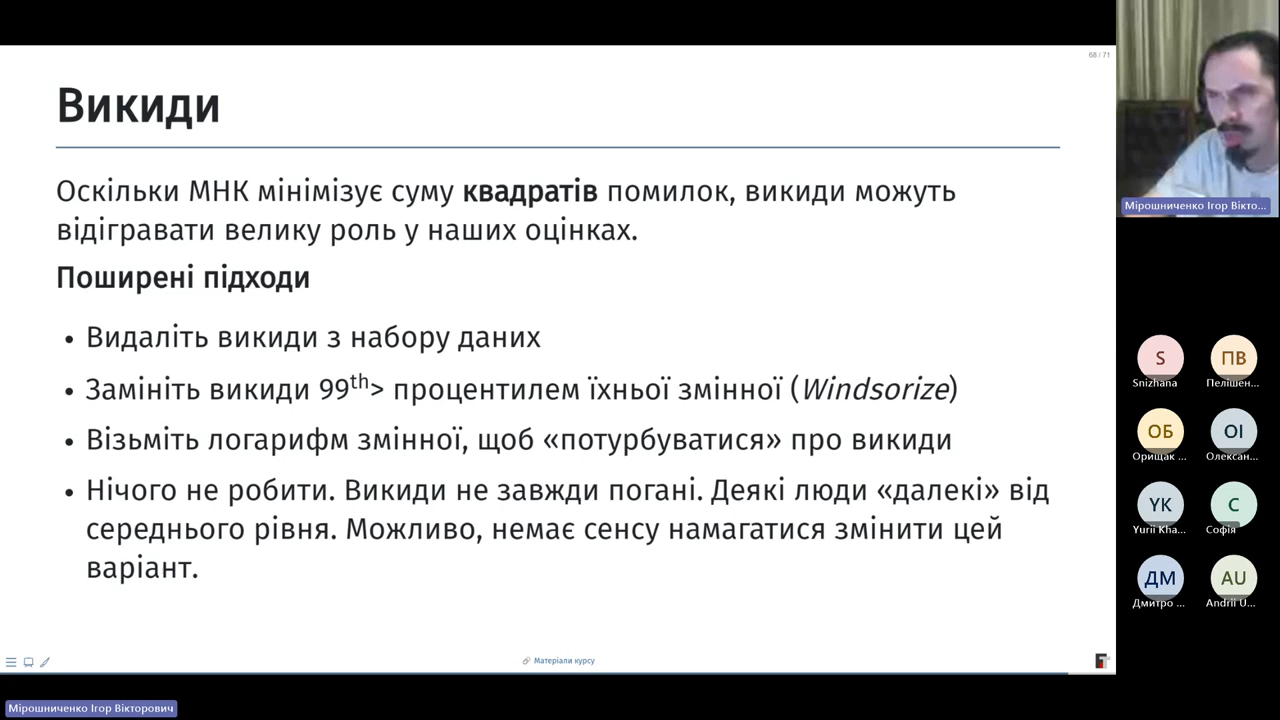 68 / 71
Викиди
Оскільки МНК мінімізує суму квадратів помилок, викиди можуть
відігравати велику роль у наших оцінках.
Поширені підходи
• Видаліть викиди з набору даних
• Замініть викиди 99th> процентилем їхньої змінної (Windsorize)
• Візьміть логарифм змінної, щоб «потурбуватися» про викиди
• Нічого не робити. Викиди не завжди погані. Деякі люди «далекі» від
середнього рівня. Можливо, немає сенсу намагатися змінити цей
варіант.
Матеріали курсу
Мірошниченко Ігор Вікторович
Мірошниченко Ігор Вікто...
S
ПВ
Snizhana
Пелішен...
ОБ
ОІ
Орищак ...
Олексан...
YK
С
Yurii Kha...
Софія
ДМ
AU
Дмитро ...
Andrii U...